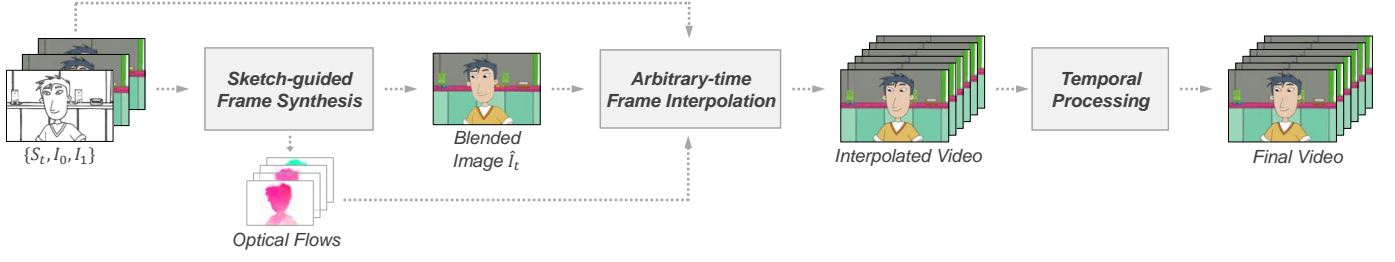 Sketch-guided
Frame Synthesis
Arbitrary-time
Frame Interpolation
Temporal
Processing
{S_t, I_0, I_1}
Blended
Image Î_t
Interpolated Video
Final Video
Optical Flows